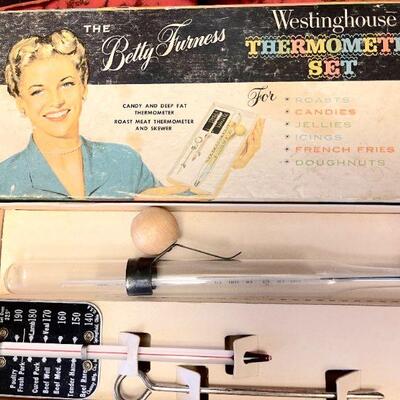 THE
Betty Furness
Westinghouse
THERMOMETE
SET
CANDY AND DEEP FAT
THERMOMETER
ROAST MEAT THERMOMETER
AND SKEWER
For
ROASTS
CANDIES
JELLIES
ICINGS
FRENCH FRIES
DOUGHNUTS
190
180
170
160
150
140
Poultry
Fresh Pork
Lamb
Cured Pork
Veal
Beef Well
Beef Med.
Beef Rare